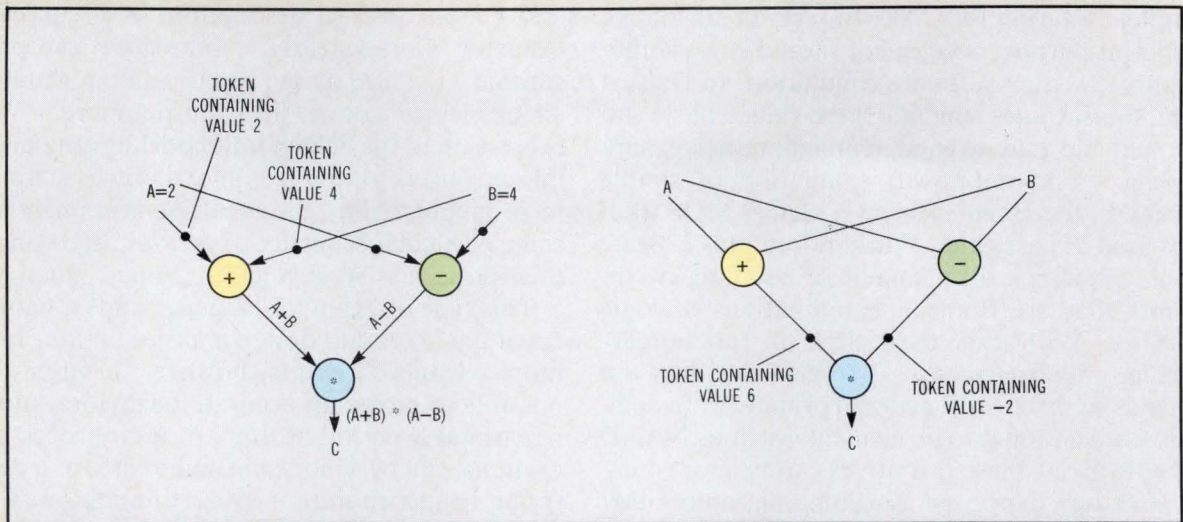 TOKEN
CONTAINING
VALUE 2
TOKEN
CONTAINING
VALUE 4
A=2
B=4
+
−
A+B
A−B
*
(A+B) * (A−B)
C
A
B
+
−
TOKEN CONTAINING
VALUE 6
TOKEN CONTAINING
VALUE −2
*
C